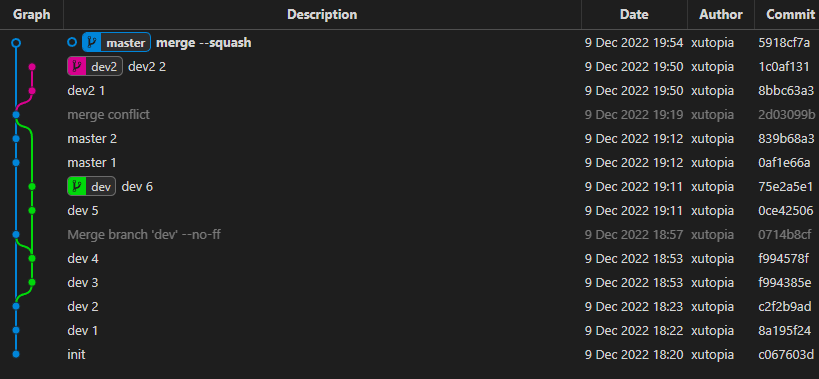 Graph Description Date Author Commit
master merge --squash 9 Dec 2022 19:54 xutopia 5918cf7a
dev2 dev2 2 9 Dec 2022 19:50 xutopia 1c0af131
dev2 1 9 Dec 2022 19:50 xutopia 8bbc63a3
merge conflict 9 Dec 2022 19:19 xutopia 2d03099b
master 2 9 Dec 2022 19:12 xutopia 839b68a3
master 1 9 Dec 2022 19:12 xutopia 0af1e66a
dev dev 6 9 Dec 2022 19:11 xutopia 75e2a5e1
dev 5 9 Dec 2022 19:11 xutopia 0ce42506
Merge branch 'dev' --no-ff 9 Dec 2022 18:57 xutopia 0714b8cf
dev 4 9 Dec 2022 18:53 xutopia f994578f
dev 3 9 Dec 2022 18:53 xutopia f994385e
dev 2 9 Dec 2022 18:23 xutopia c2f2b9ad
dev 1 9 Dec 2022 18:22 xutopia 8a195f24
init 9 Dec 2022 18:20 xutopia c067603d